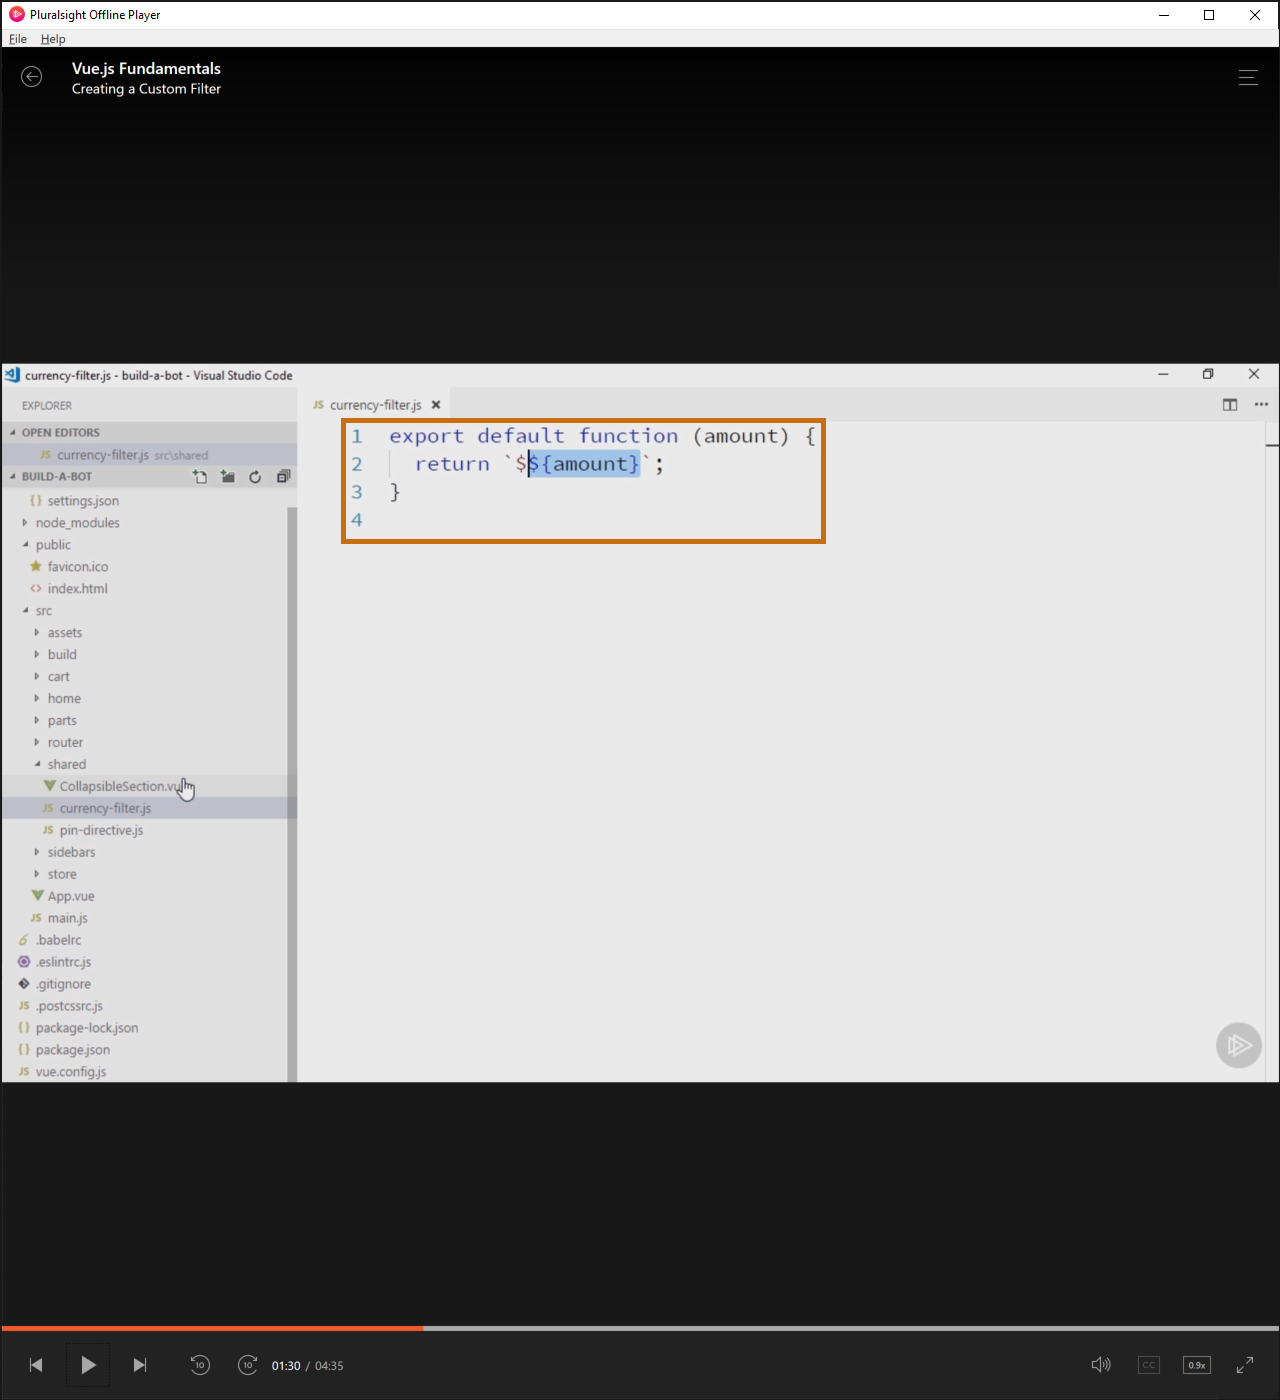 Pluralsight Offline Player
File Help
Vue.js Fundamentals
Creating a Custom Filter
currency-filter.js - build-a-bot - Visual Studio Code
EXPLORER
JS currency-filter.js
OPEN EDITORS
JS currency-filter.js src\shared
BUILD-A-BOT
{} settings.json
node_modules
public
favicon.ico
<> index.html
src
assets
build
cart
home
parts
router
shared
CollapsibleSection.vu
JS currency-filter.js
JS pin-directive.js
sidebars
store
App.vue
JS main.js
.babelrc
.eslintrc.js
.gitignore
JS .postcssrc.js
{} package-lock.json
{} package.json
JS vue.config.js
1 export default function (amount) {
2 return `$${amount}`;
3 }
4
10
10
01:30 / 04:35
CC
0.9x